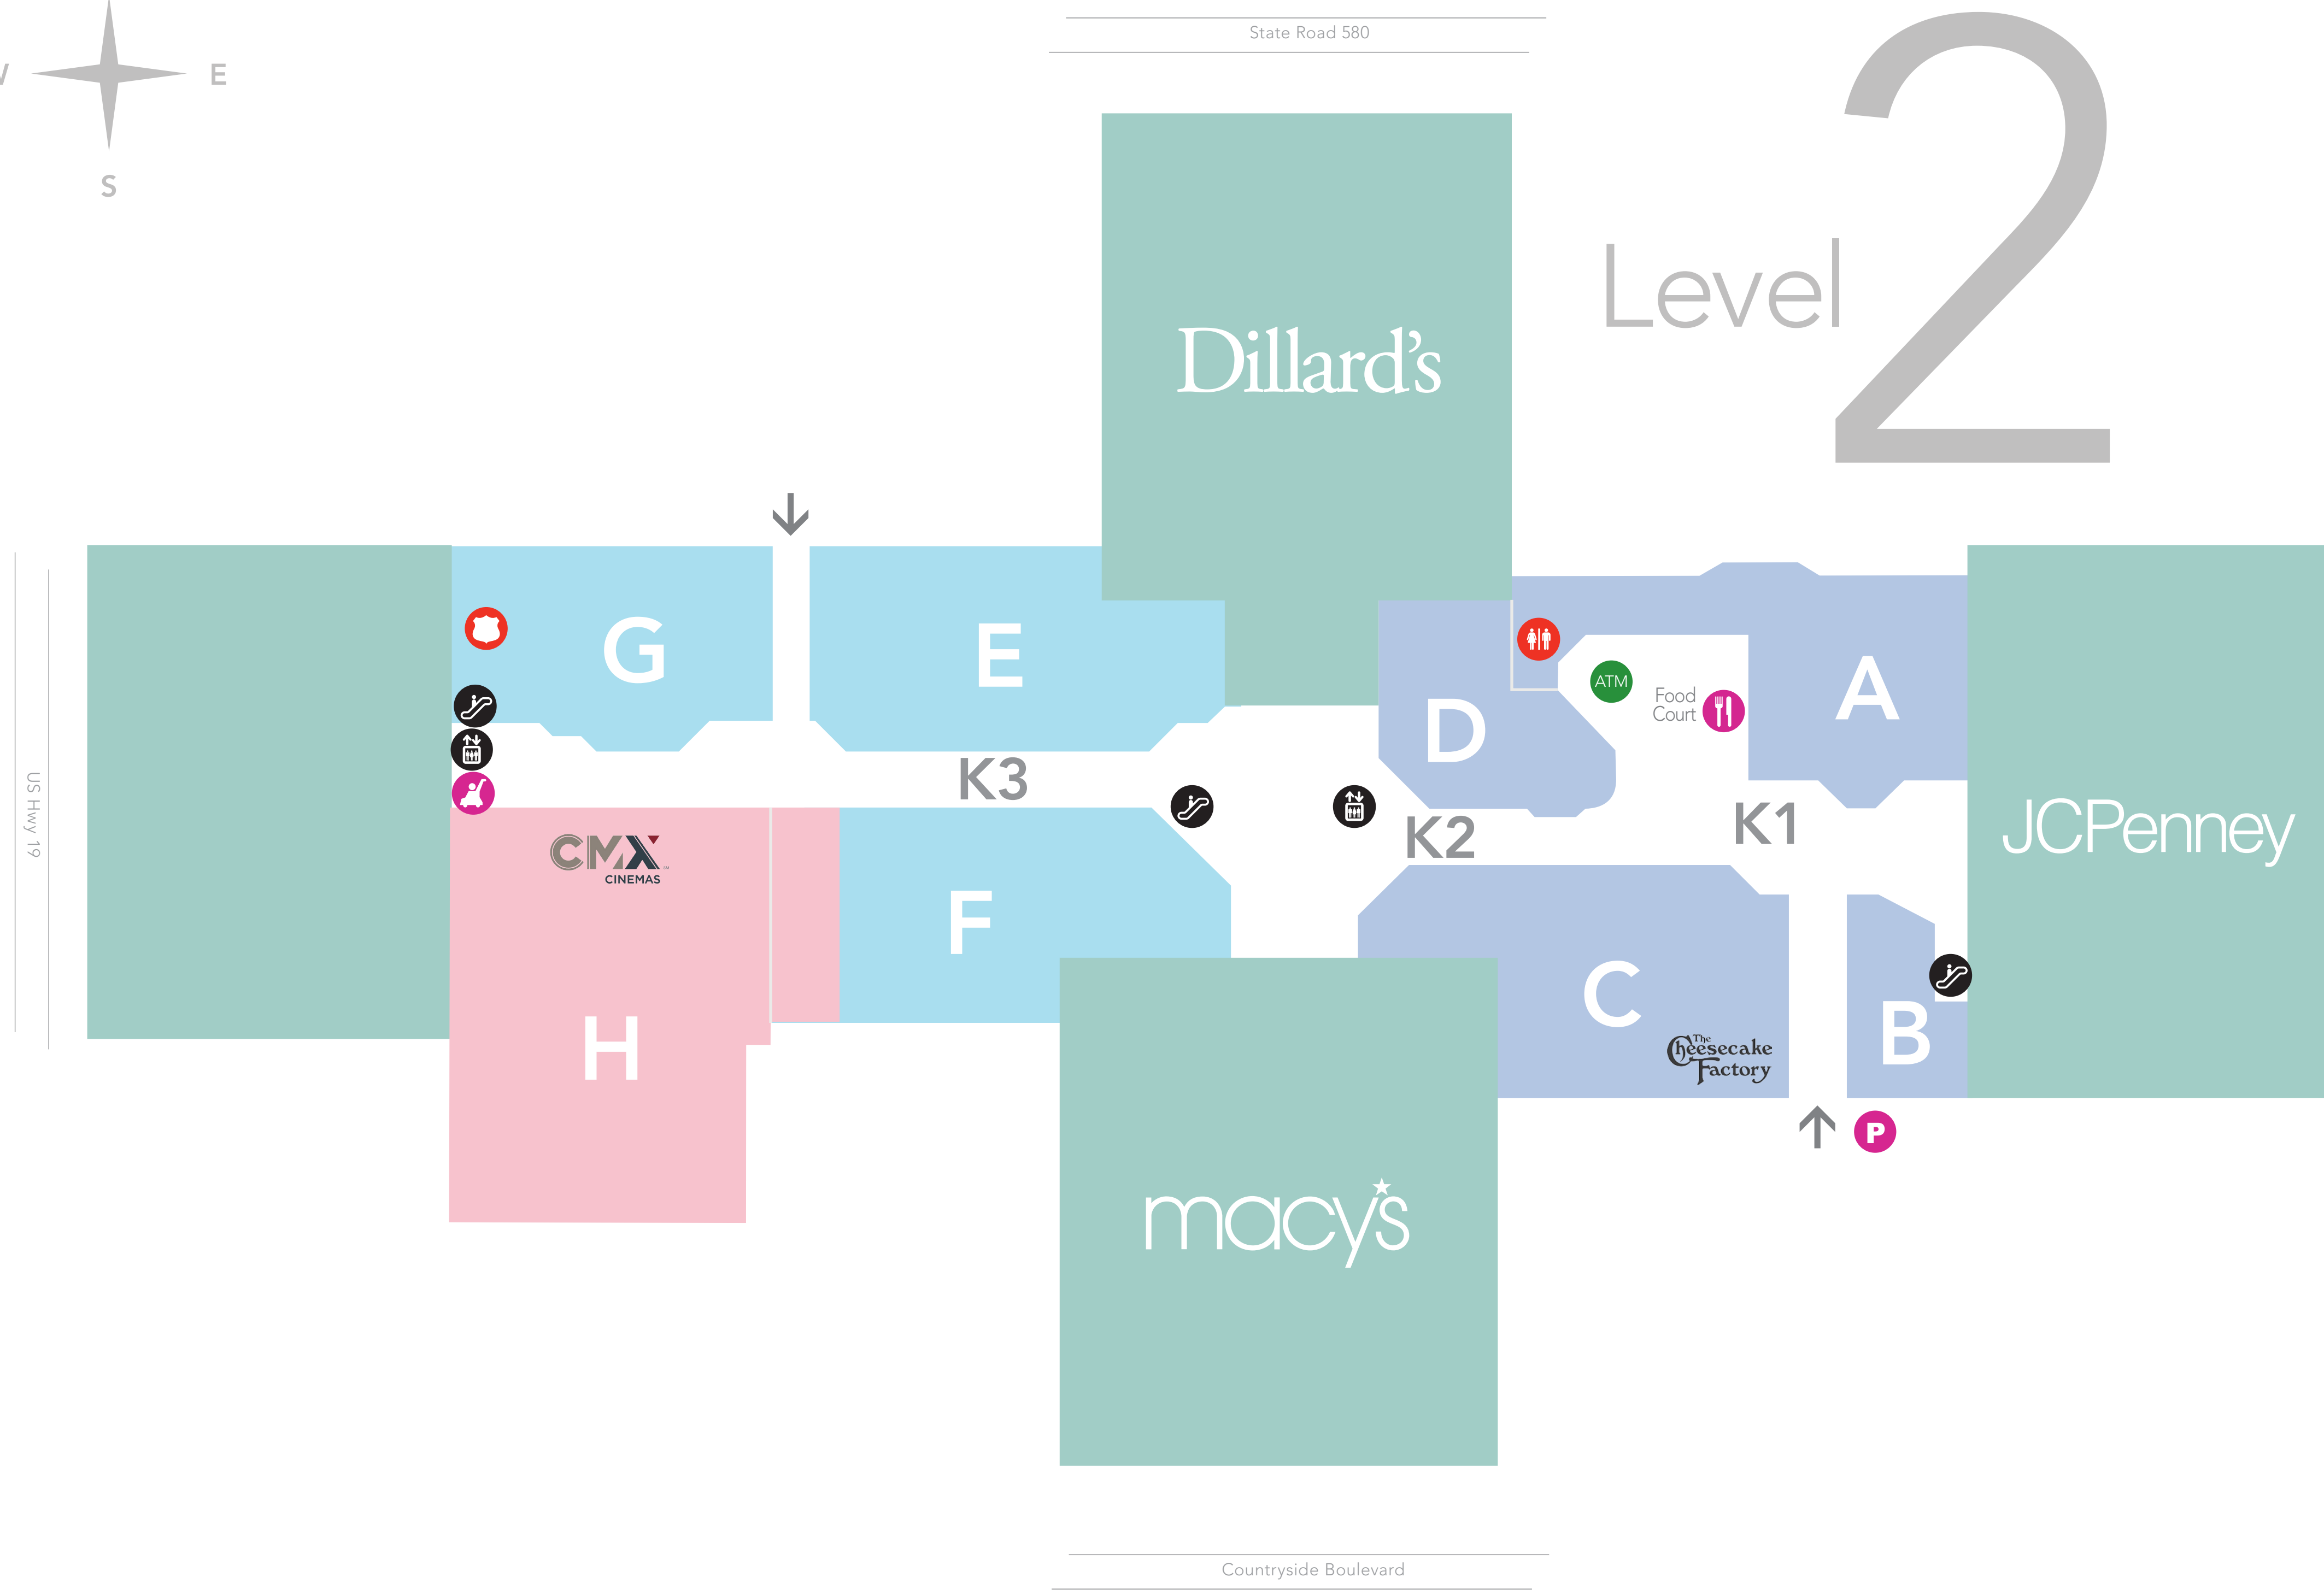 State Road 580
E
S
Level 2
Dillard's
G
E
ATM
Food
Court
A
D
K3
K2
K1
JCPenney
US Hwy 19
CMX
CINEMAS
F
H
C
The
Cheesecake
Factory
B
P
macy's
Countryside Boulevard